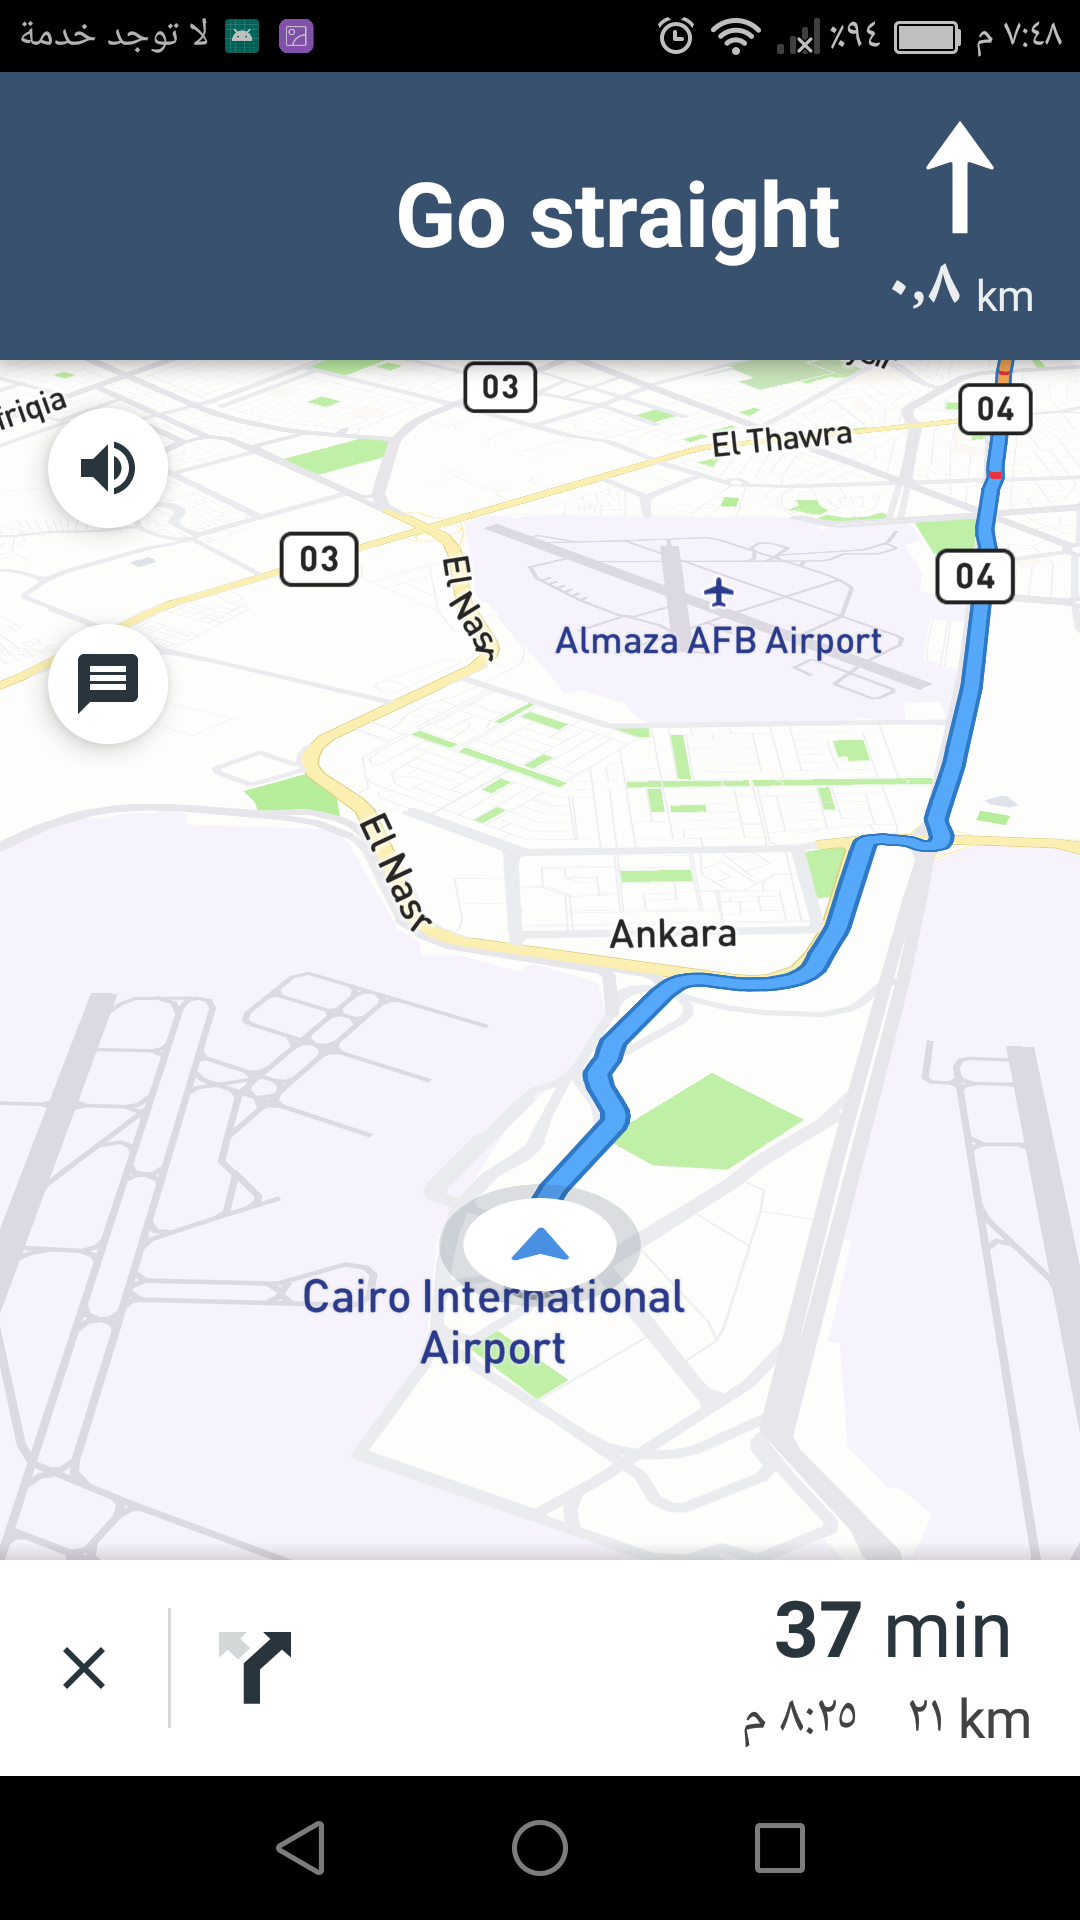 لا توجد خدمة
٪٩٤
٧:٤٨ م
Go straight
٠,٨ km
03
04
El Thawra
03
04
El Nasr
Almaza AFB Airport
El Nasr
Ankara
Cairo International
Airport
37 min
٨:٢٥ م
٢١ km